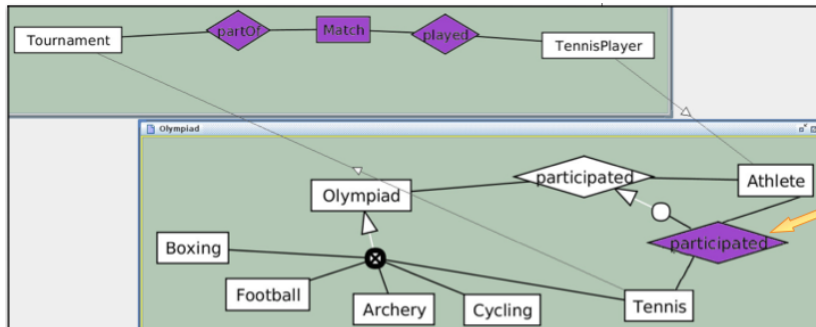 partOf
Match
played
Tournament
TennisPlayer
Olympiad
participated
Athlete
Olympiad
participated
Boxing
Football
Archery
Cycling
Tennis